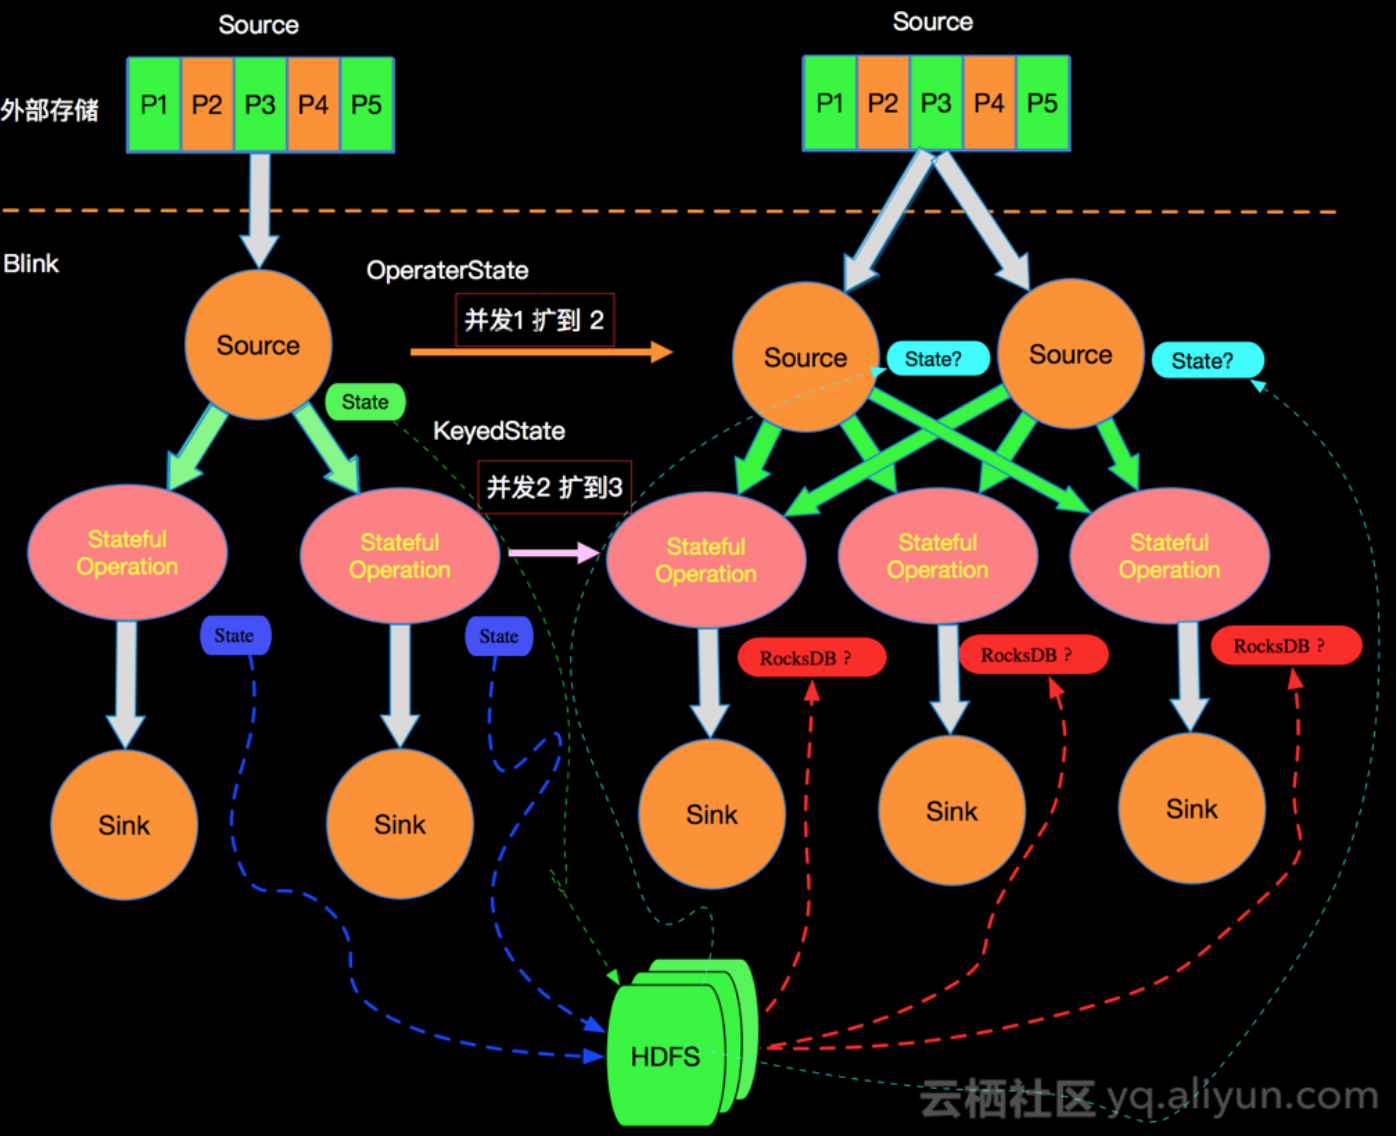 Source
Source
外部存储
P1 P2 P3 P4 P5
P1 P2 P3 P4 P5
Blink
OperaterState
并发1 扩到 2
Source
Source
State?
Source
State?
State
KeyedState
并发2 扩到3
Stateful
Operation
Stateful
Operation
Stateful
Operation
Stateful
Operation
Stateful
Operation
State
State
RocksDB ?
RocksDB ?
RocksDB ?
Sink
Sink
Sink
Sink
Sink
HDFS
云栖社区 yq.aliyun.com